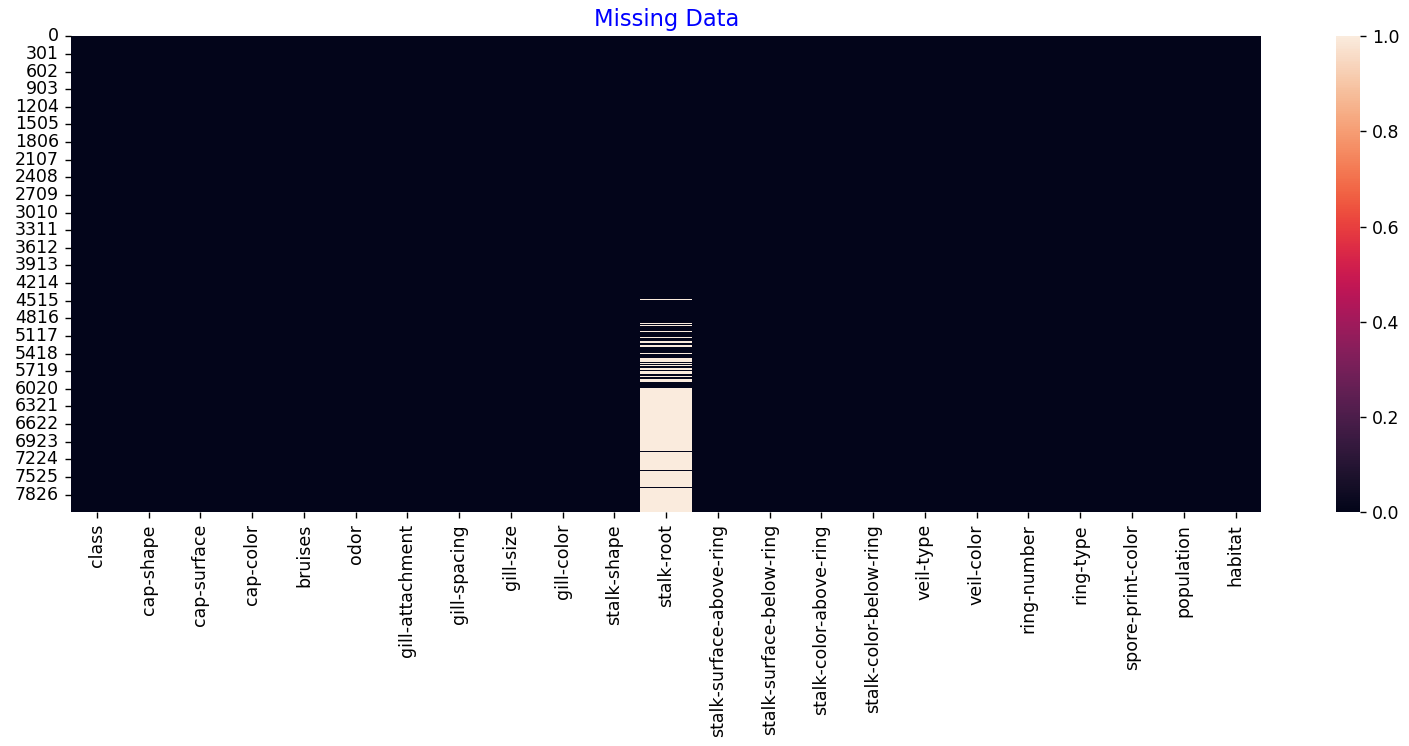 Missing Data
0
301
602
903
1204
1505
1806
2107
2408
2709
3010
3311
3612
3913
4214
4515
4816
5117
5418
5719
6020
6321
6622
6923
7224
7525
7826
class
cap-shape
cap-surface
cap-color
bruises
odor
gill-attachment
gill-spacing
gill-size
gill-color
stalk-shape
stalk-root
stalk-surface-above-ring
stalk-surface-below-ring
stalk-color-above-ring
stalk-color-below-ring
veil-type
veil-color
ring-number
ring-type
spore-print-color
population
habitat
1.0
0.8
0.6
0.4
0.2
0.0